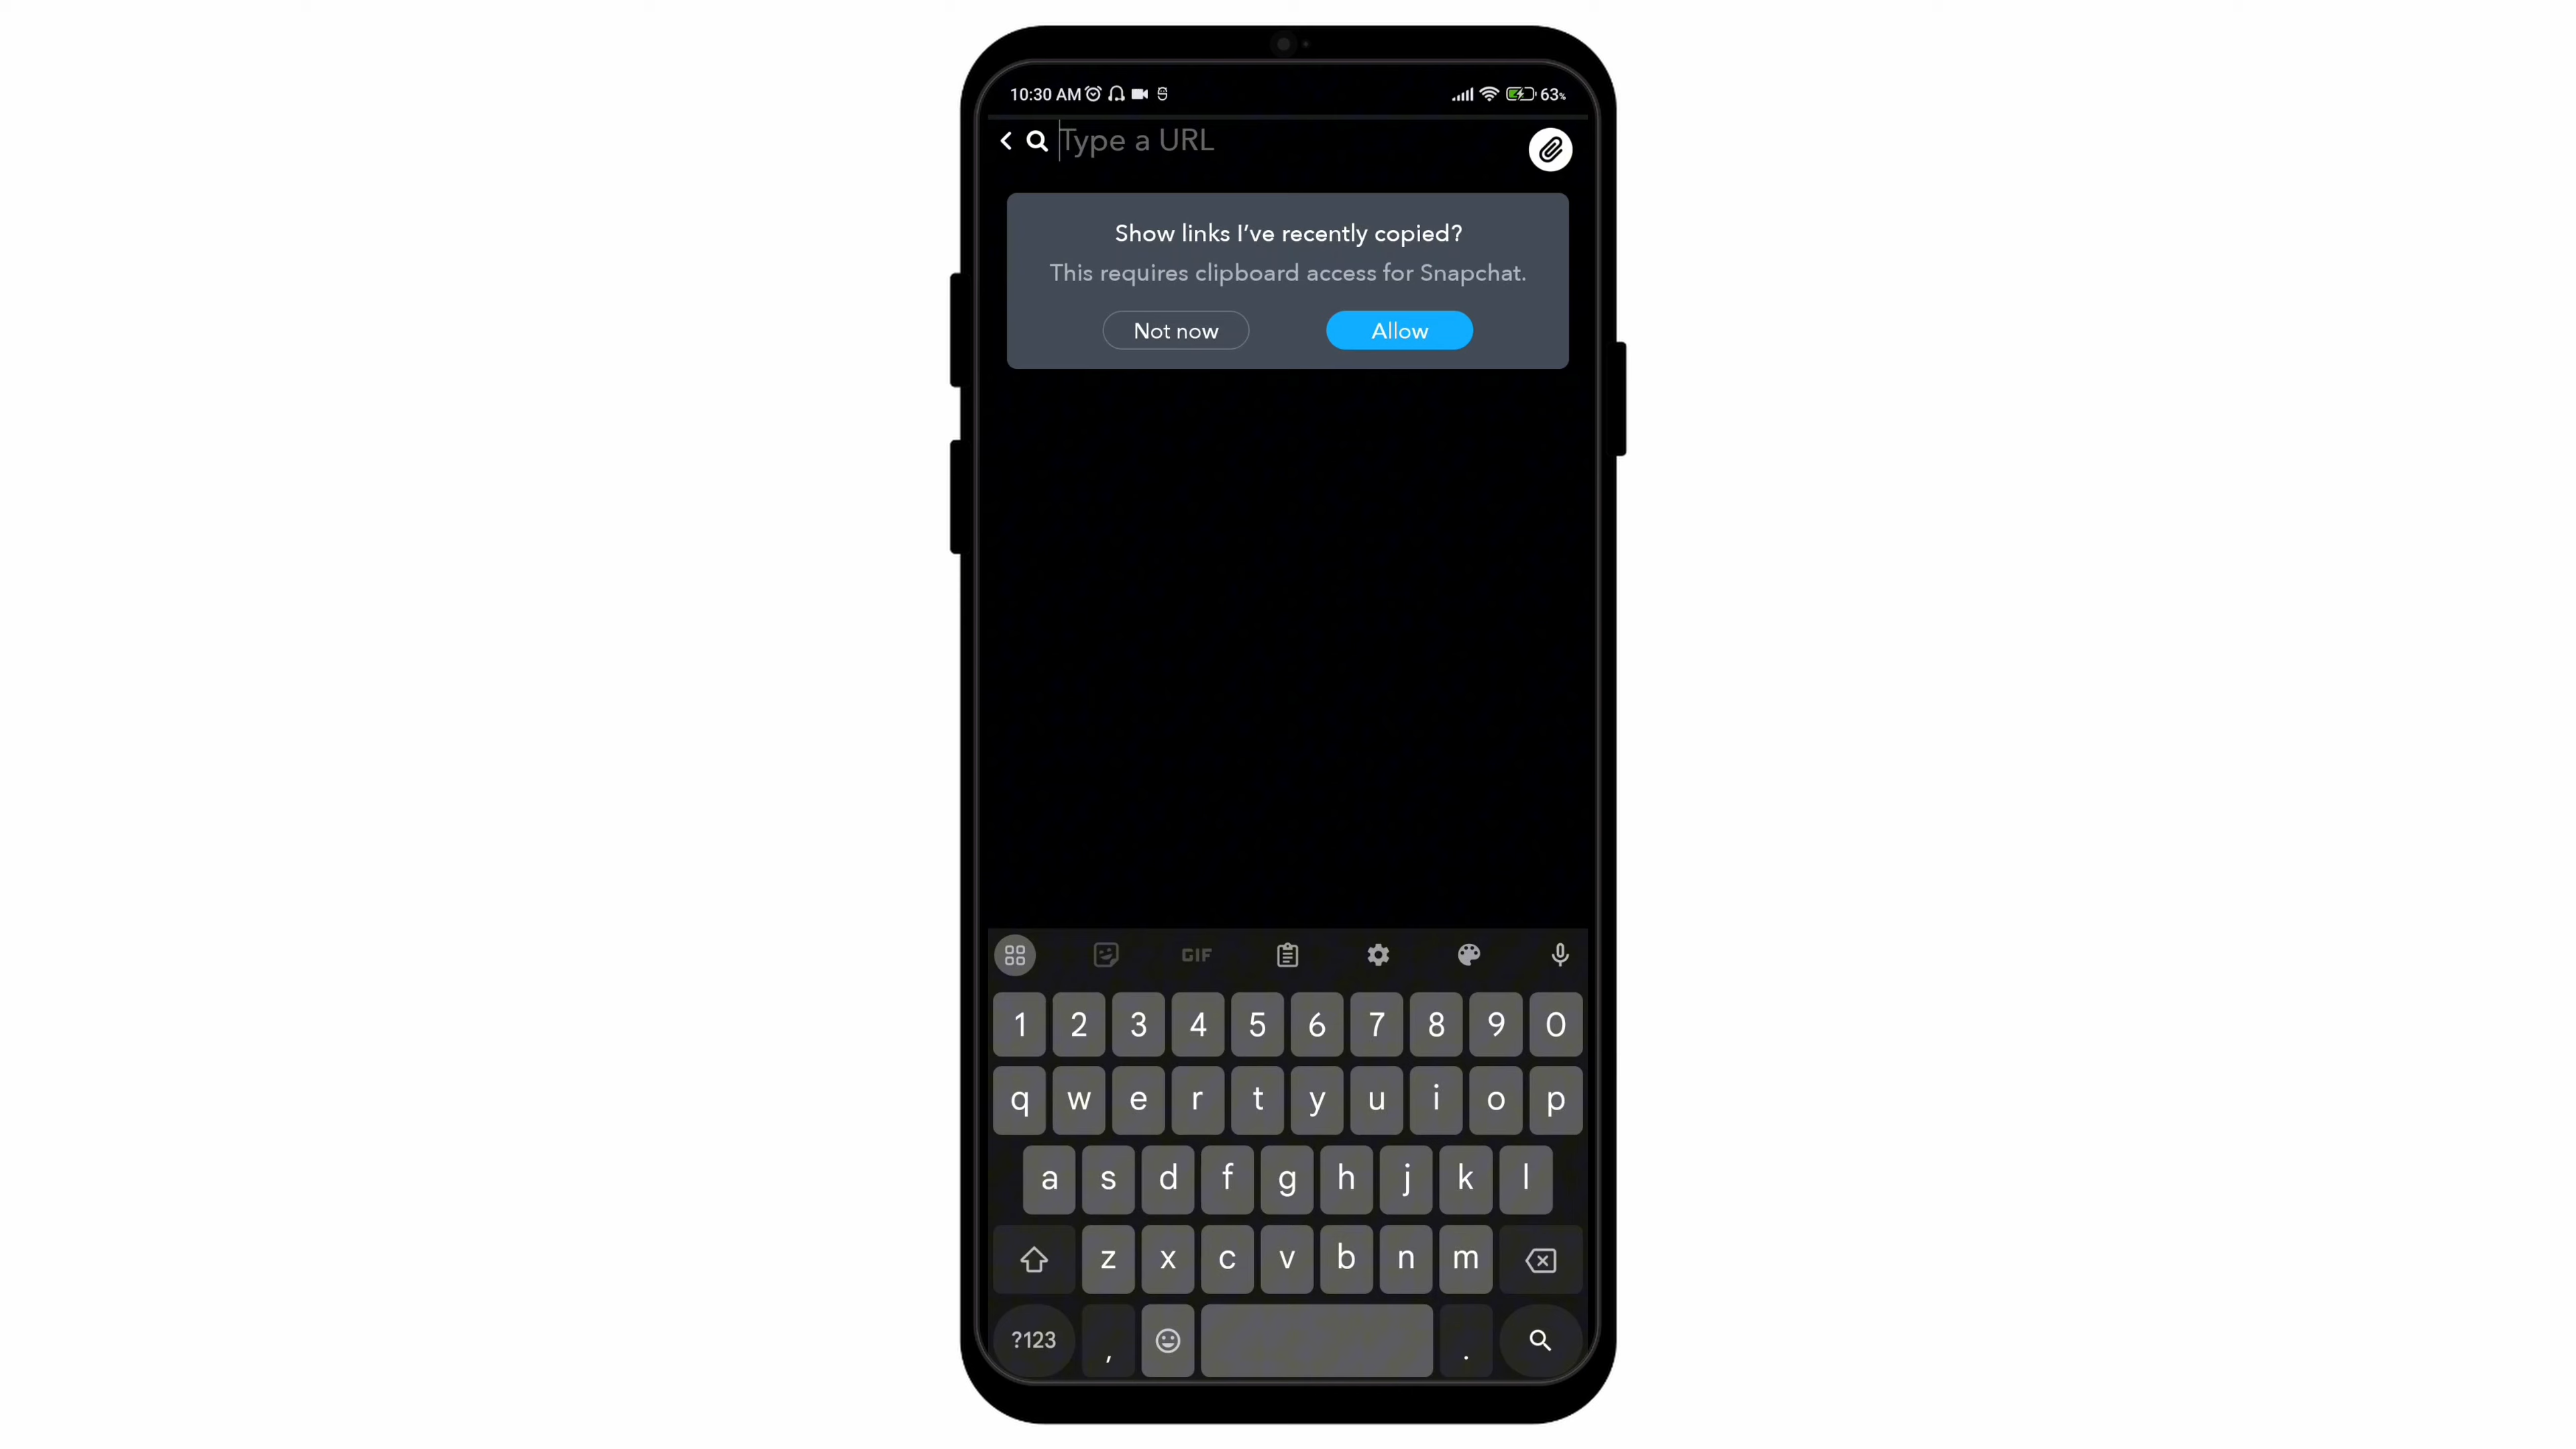 10:30 AM 63%
Type a URL
Show links I've recently copied?
This requires clipboard access for Snapchat.
Not now Allow
GIF
1 2 3 4 5 6 7 8 9 0
q w e r t y u i o p
a s d f g h j k l
z x c v b n m
?123 , .